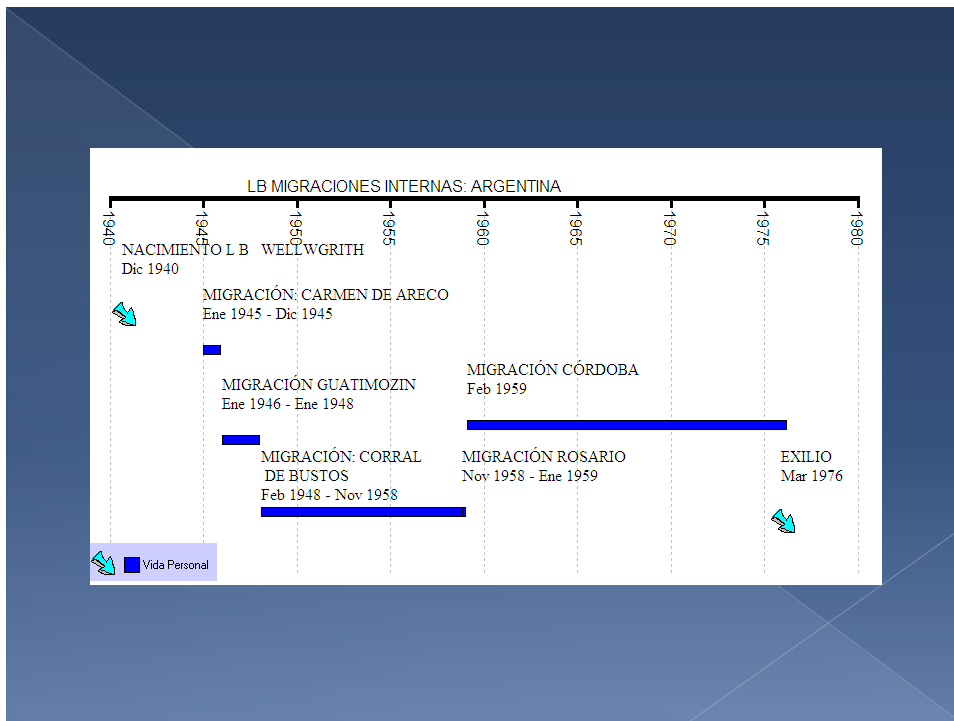 LB MIGRACIONES INTERNAS: ARGENTINA
1940 1945 1950 1955 1960 1965 1970 1975 1980
NACIMIENTO L B   WELLWGRITH
Dic 1940
MIGRACIÓN: CARMEN DE ARECO
Ene 1945 - Dic 1945
MIGRACIÓN CÓRDOBA
Feb 1959
MIGRACIÓN GUATIMOZIN
Ene 1946 - Ene 1948
MIGRACIÓN: CORRAL
DE BUSTOS
Feb 1948 - Nov 1958
MIGRACIÓN ROSARIO
Nov 1958 - Ene 1959
EXILIO
Mar 1976
Vida Personal